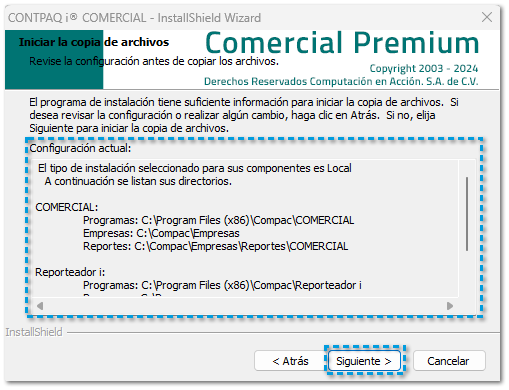 CONTPAQ i® COMERCIAL - InstallShield Wizard
Iniciar la copia de archivos
Revise la configuración antes de copiar los archivos.
Comercial Premium
Copyright 2003 - 2024
Derechos Reservados Computación en Acción. S.A. de C.V.
El programa de instalación tiene suficiente información para iniciar la copia de archivos. Si
desea revisar la configuración o realizar algún cambio, haga clic en Atrás. Si no, elija
Siguiente para iniciar la copia de archivos.
Configuración actual:
El tipo de instalación seleccionado para sus componentes es Local
A continuación se listan sus directorios.
COMERCIAL:
Programas: C:\Program Files (x86)\Compac\COMERCIAL
Empresas: C:\Compac\Empresas
Reportes: C:\Compac\Empresas\Reportes\COMERCIAL
Reporteador i:
Programas: C:\Program Files (x86)\Compac\Reporteador i
InstallShield
< Atrás
Siguiente >
Cancelar